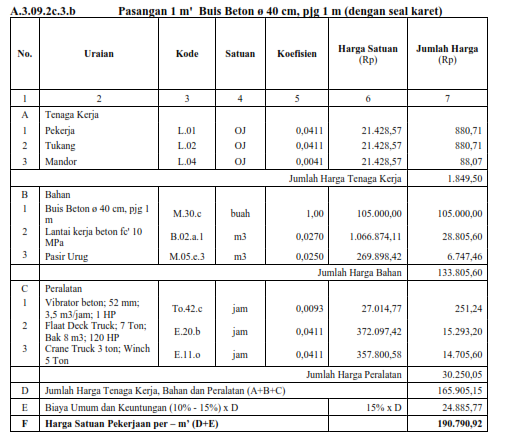 A.3.09.2c.3.b Pasangan 1 m' Buis Beton ø 40 cm, pjg 1 m (dengan seal karet)
No. Uraian Kode Satuan Koefisien Harga Satuan (Rp) Jumlah Harga (Rp)
1 2 3 4 5 6 7
A Tenaga Kerja
1 Pekerja L.01 OJ 0,0411 21.428,57 880,71
2 Tukang L.02 OJ 0,0411 21.428,57 880,71
3 Mandor L.04 OJ 0,0041 21.428,57 88,07
Jumlah Harga Tenaga Kerja 1.849,50
B Bahan
1 Buis Beton ø 40 cm, pjg 1 m M.30.c buah 1,00 105.000,00 105.000,00
2 Lantai kerja beton fc' 10 MPa B.02.a.1 m3 0,0270 1.066.874,11 28.805,60
3 Pasir Urug M.05.e.3 m3 0,0250 269.898,42 6.747,46
Jumlah Harga Bahan 133.805,60
C Peralatan
1 Vibrator beton; 52 mm; 3,5 m3/jam; 1 HP To.42.c jam 0,0093 27.014,77 251,24
2 Flaat Deck Truck; 7 Ton; Bak 8 m3; 120 HP E.20.b jam 0,0411 372.097,42 15.293,20
3 Crane Truck 3 ton; Winch 5 Ton E.11.o jam 0,0411 357.800,58 14.705,60
Jumlah Harga Peralatan 30.250,05
D Jumlah Harga Tenaga Kerja, Bahan dan Peralatan (A+B+C) 165.905,15
E Biaya Umum dan Keuntungan (10% - 15%) x D 15% x D 24.885,77
F Harga Satuan Pekerjaan per – m' (D+E) 190.790,92